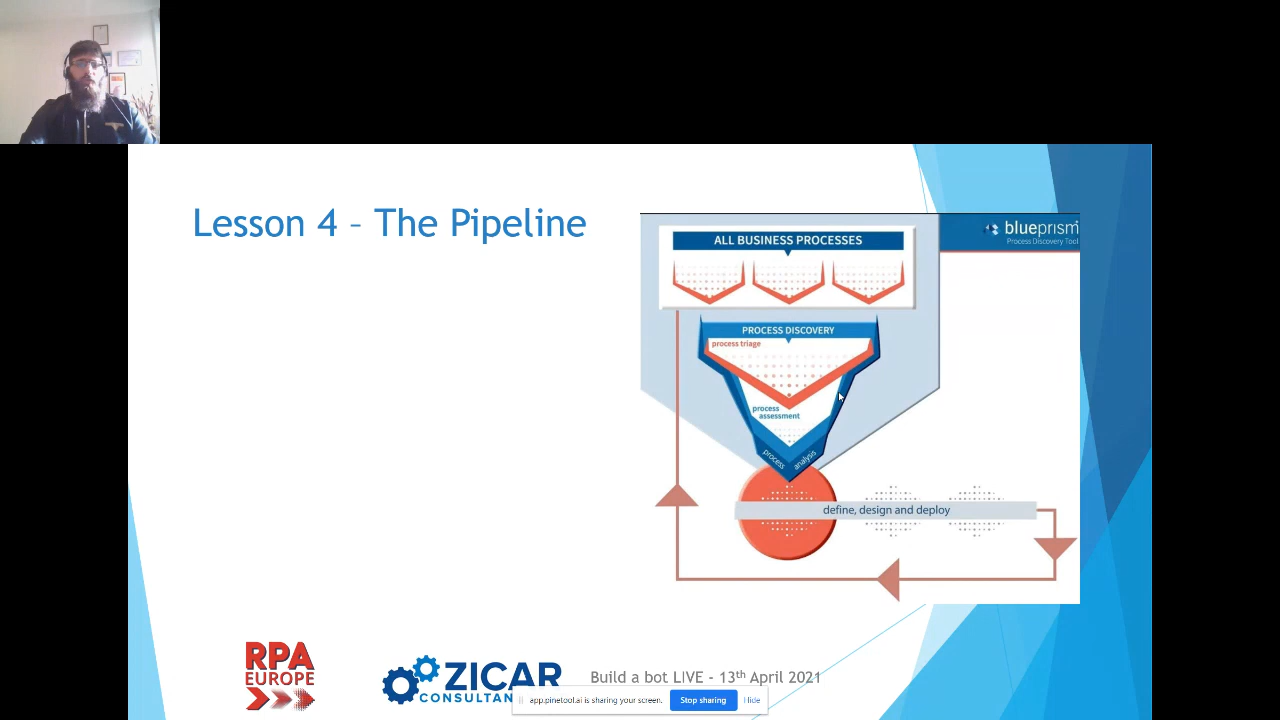 Lesson 4 – The Pipeline
blueprism
Process Discovery Tool
ALL BUSINESS PROCESSES
PROCESS DISCOVERY
process triage
process
assessment
process analysis
define, design and deploy
RPA
EUROPE
ZICAR
CONSULTAN
Build a bot LIVE - 13th April 2021
app.pinetool.ai is sharing your screen.
Stop sharing
Hide